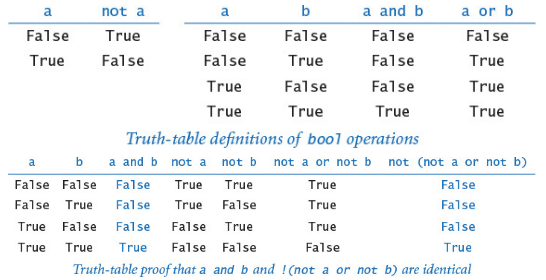 a not a a b a and b a or b
False True False False False False
True False False True False True
True False False True
True True True True
Truth-table definitions of bool operations
a b a and b not a not b not a or not b not (not a or not b)
False False False True True True False
False True False True False True False
True False False False True True False
True True True False False False True
Truth-table proof that a and b and !(not a or not b) are identical